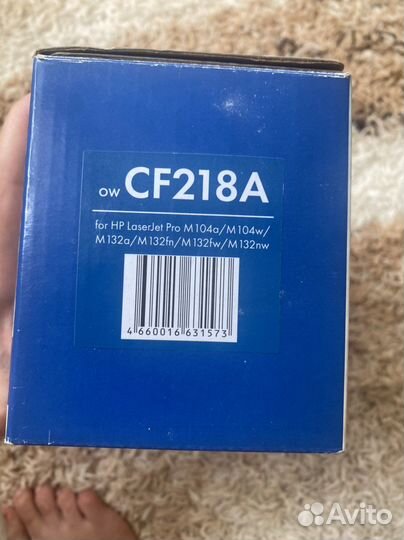 ow CF218A
for HP LaserJet Pro M104a/M104w/
M132a/M132fn/M132fw/M132nw
4 660016 631573
Avito